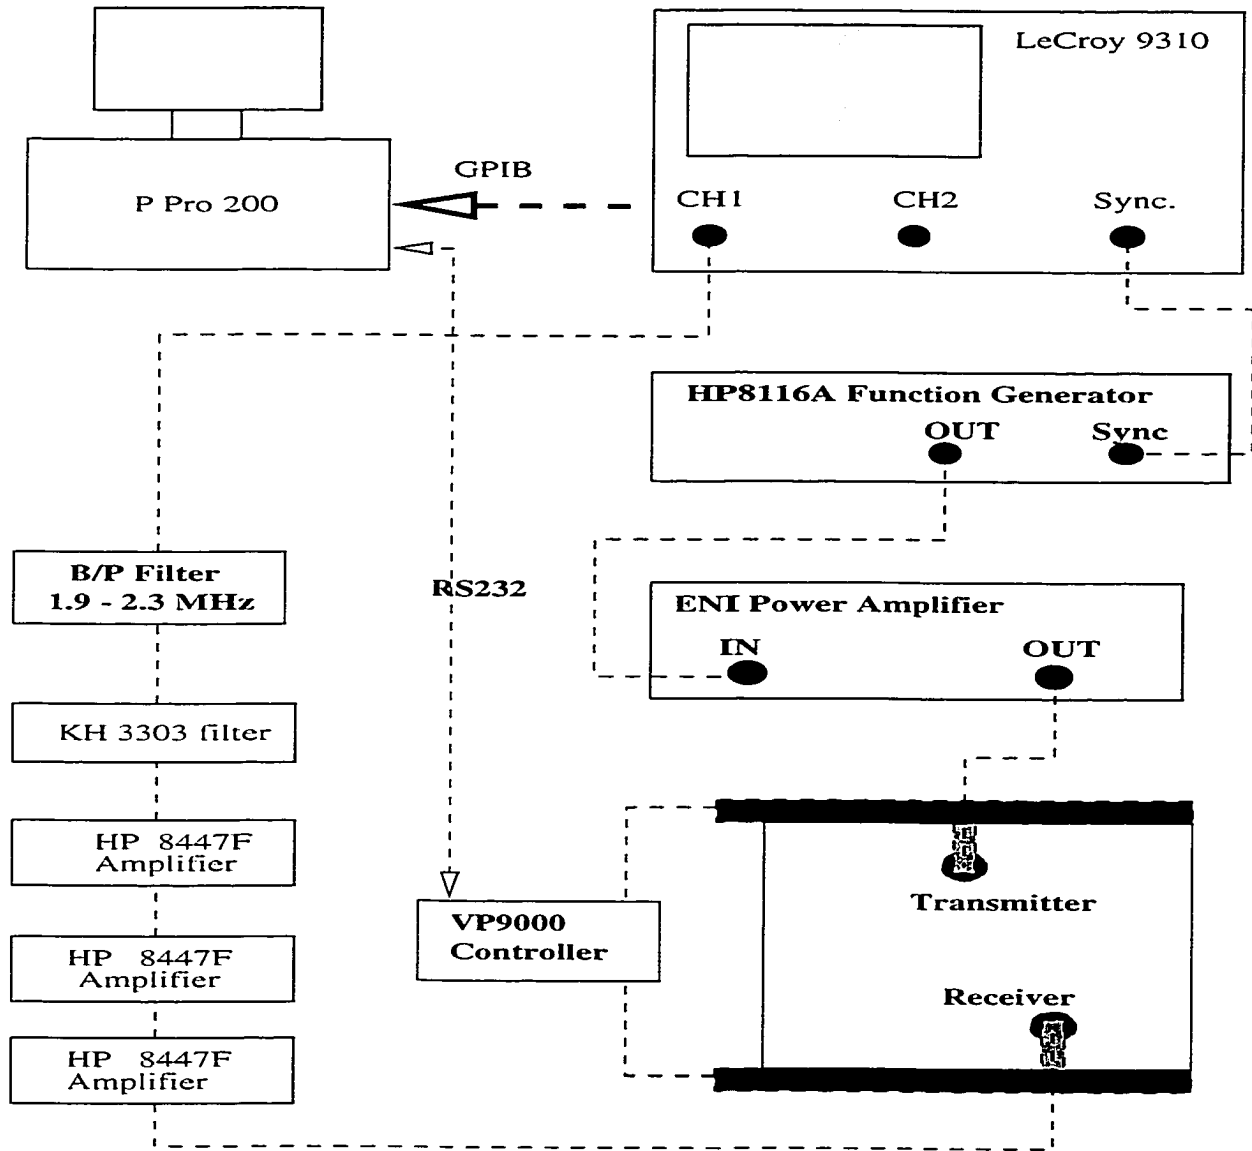 LeCroy 9310
P Pro 200
GPIB
CH1
CH2
Sync.
HP8116A Function Generator
OUT
Sync
B/P Filter
1.9 - 2.3 MHz
RS232
ENI Power Amplifier
IN
OUT
KH 3303 filter
HP 8447F
Amplifier
Transmitter
VP9000
Controller
HP 8447F
Amplifier
Receiver
HP 8447F
Amplifier